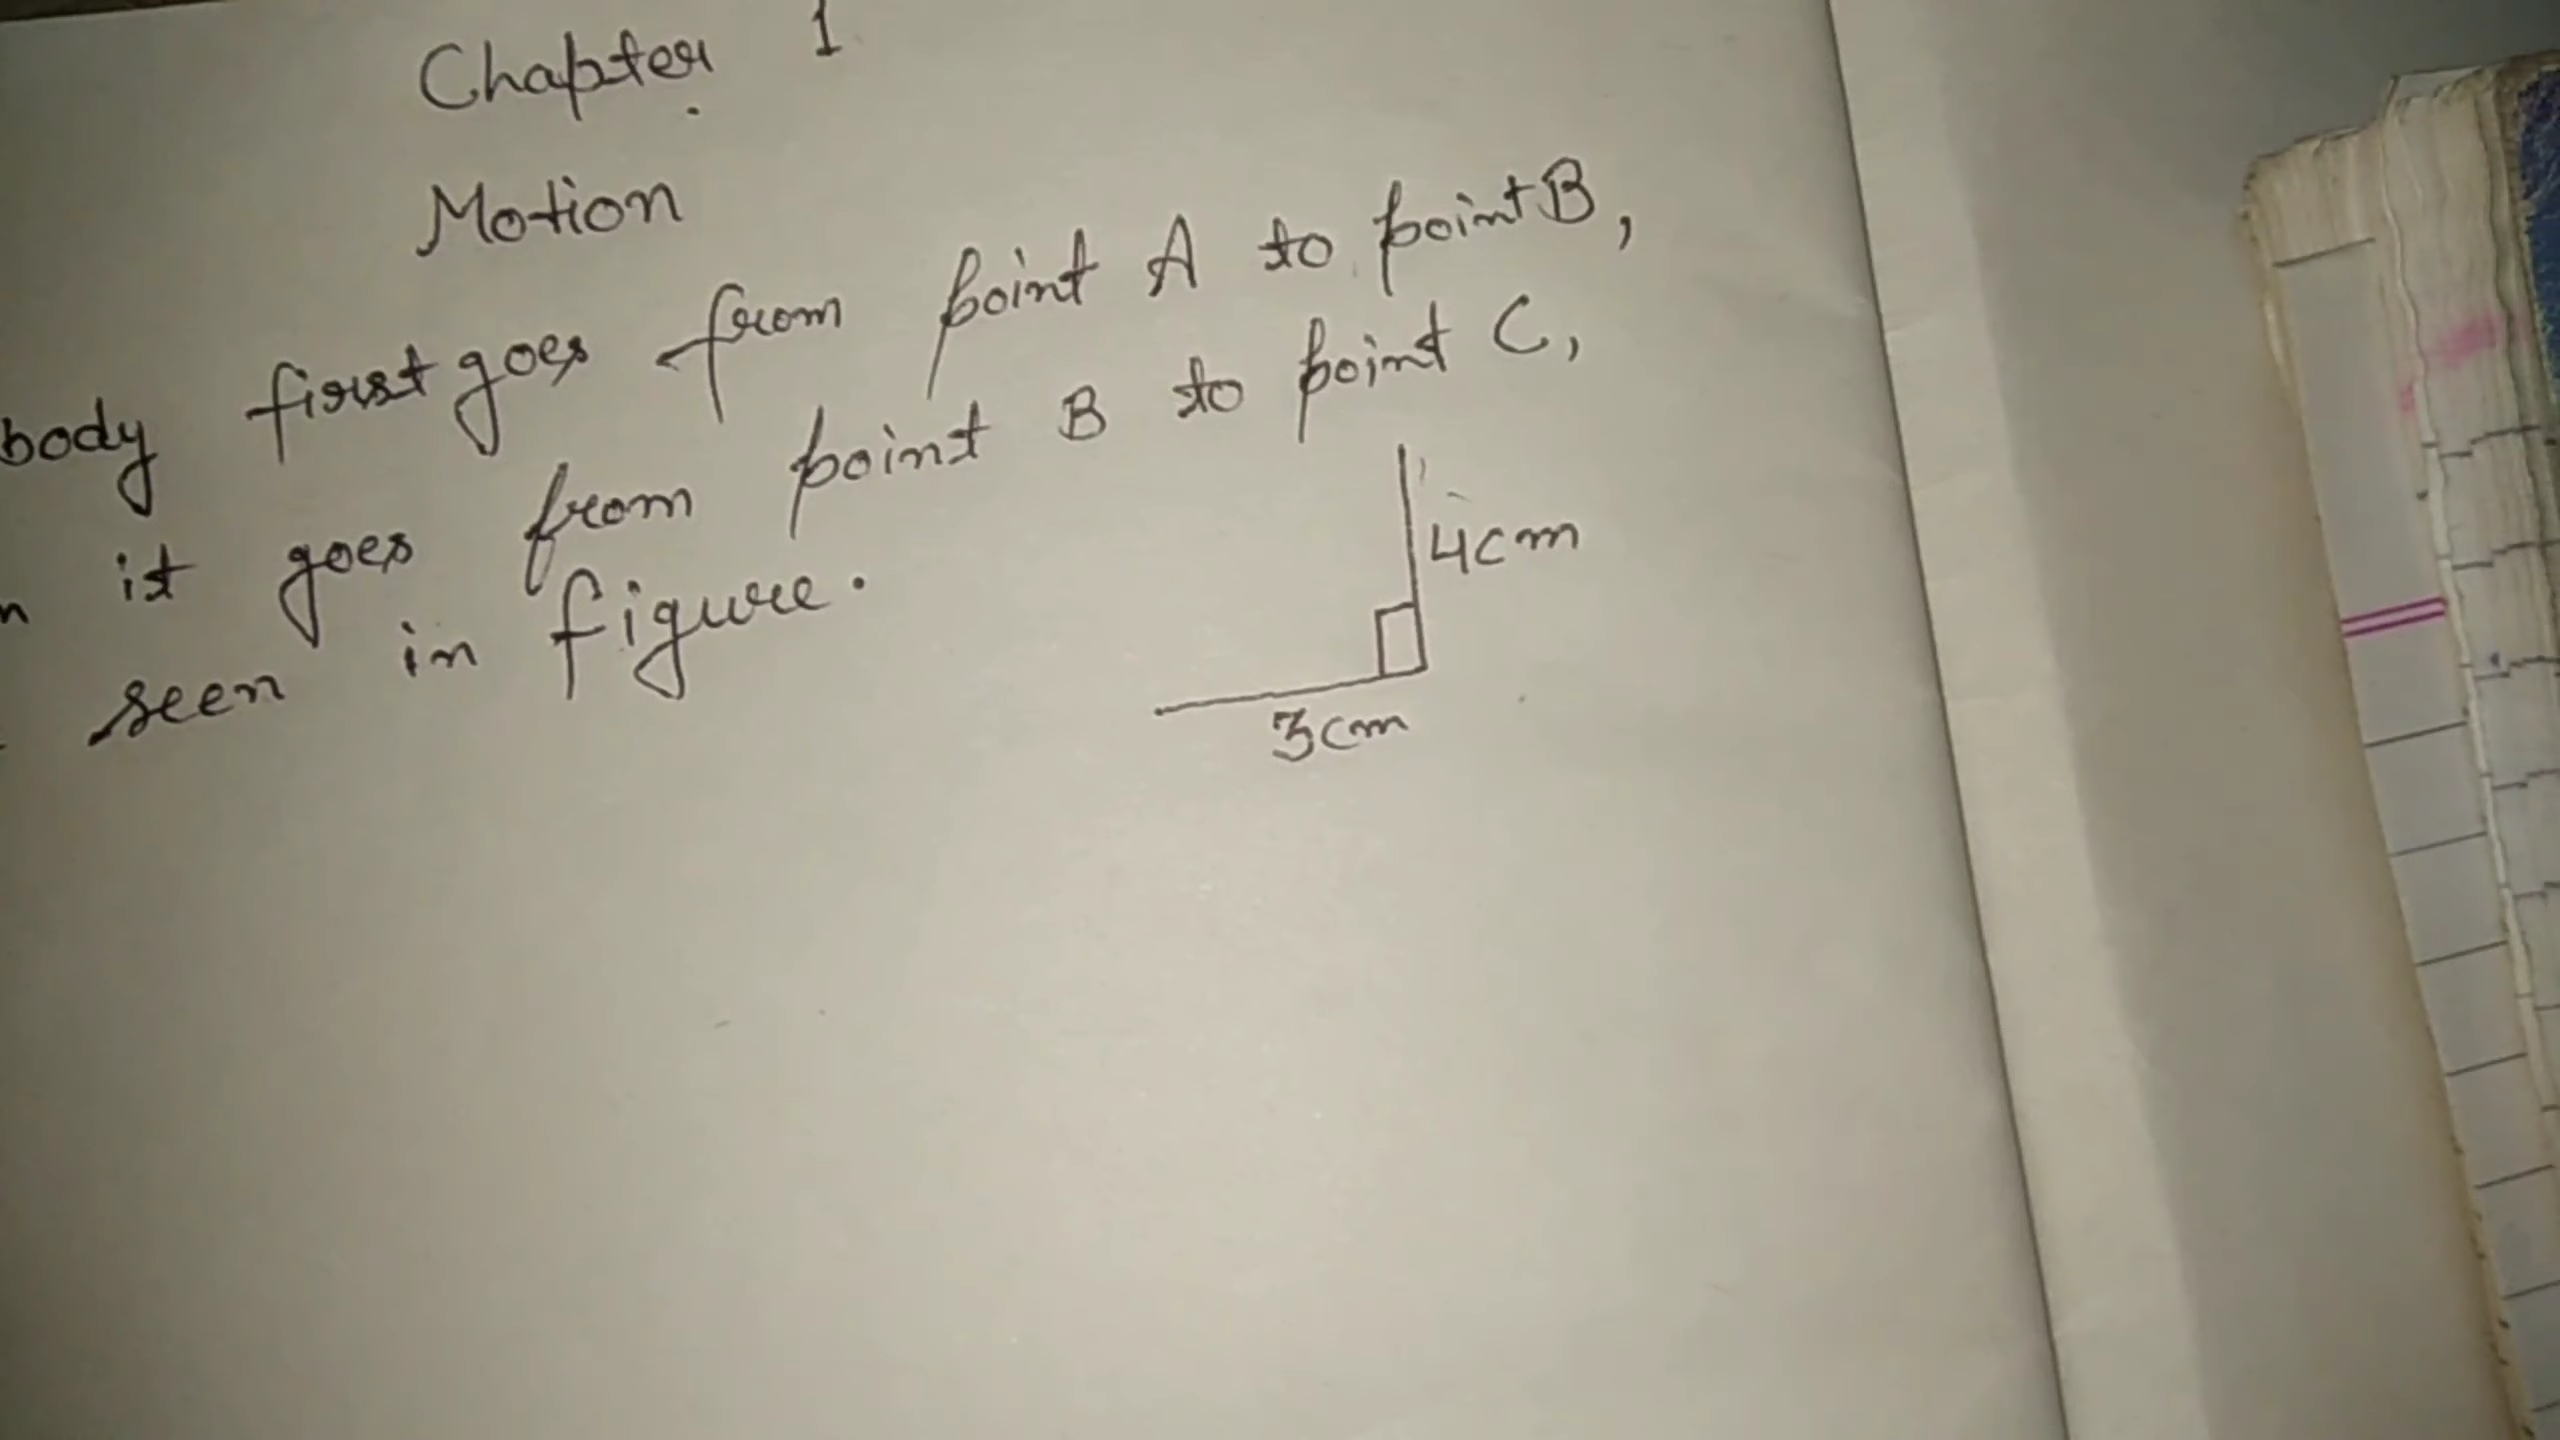 Chapter 1
Motion
body first goes from point A to point B,
it goes from point B to point C,
seen in figure.
4cm
3cm